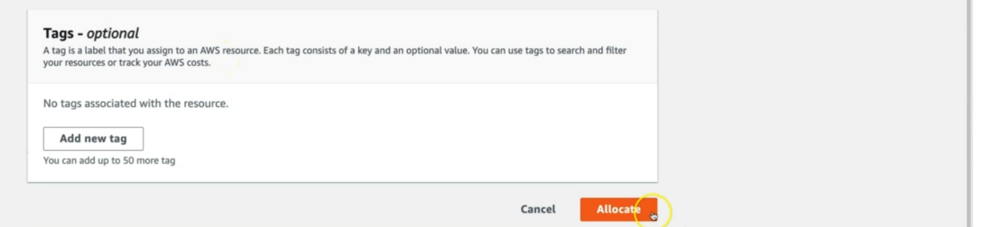 Tags - optional
A tag is a label that you assign to an AWS resource. Each tag consists of a key and an optional value. You can use tags to search and filter
your resources or track your AWS costs.
No tags associated with the resource.
Add new tag
You can add up to 50 more tag
Cancel Allocate